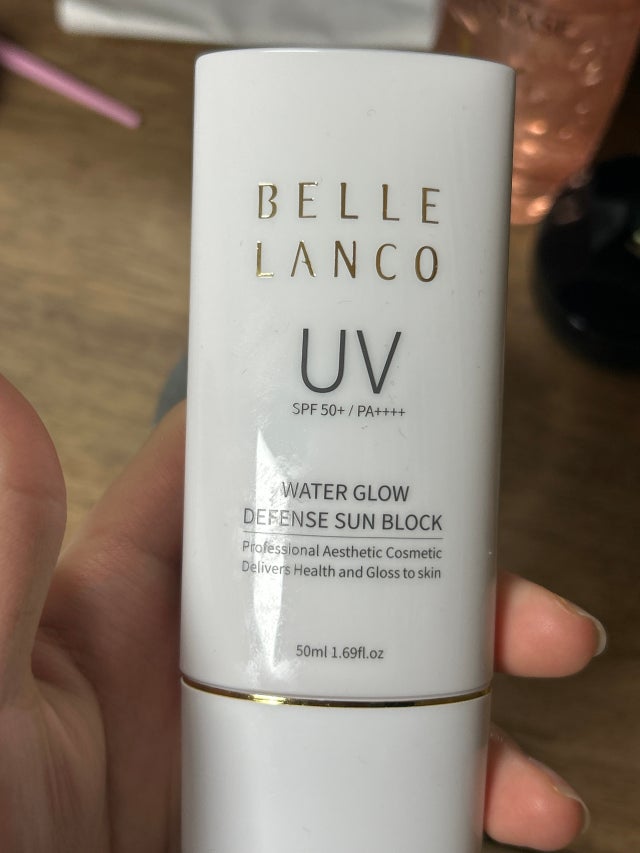 BELLE
LANCO
UV
SPF 50+ / PA++++
WATER GLOW
DEFENSE SUN BLOCK
Professional Aesthetic Cosmetic
Delivers Health and Gloss to skin
50ml 1.69fl.oz